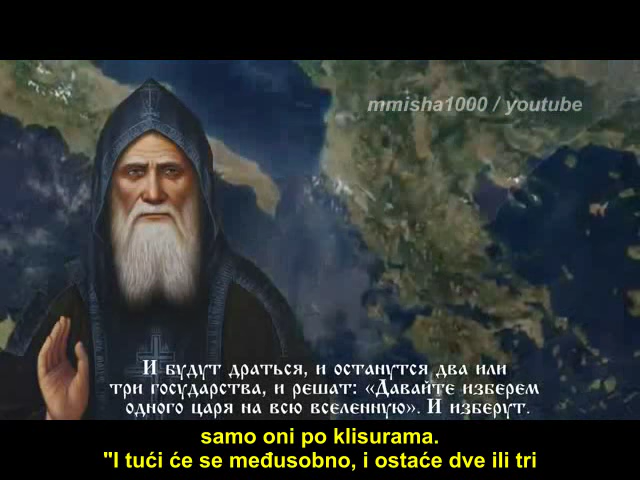 mmisha1000 / youtube
И будут драться, и останутся два или
три государства, и решат: «Давайте изберем
одного царя на всю вселенную». И изберут.
samo oni po klisurama.
"I tući će se međusobno, i ostaće dve ili tri